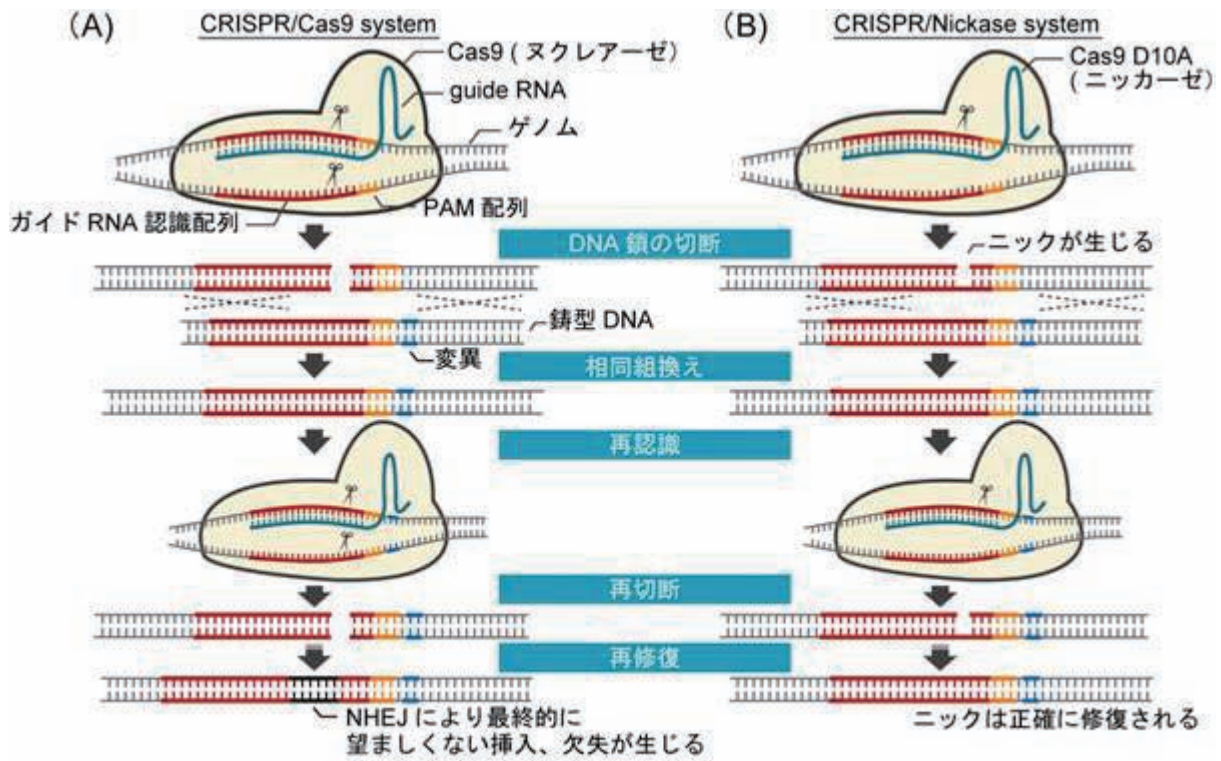 (A)
CRISPR/Cas9 system
Cas9 ( ヌクレアーゼ )
guide RNA
ゲノム
ガイド RNA 認識配列
PAM 配列
(B)
CRISPR/Nickase system
Cas9 D10A
( ニッカーゼ )
DNA 鎖の切断
ニックが生じる
鋳型 DNA
変異
相同組換え
再認識
再切断
再修復
NHEJ により最終的に
望ましくない挿入、欠失が生じる
ニックは正確に修復される